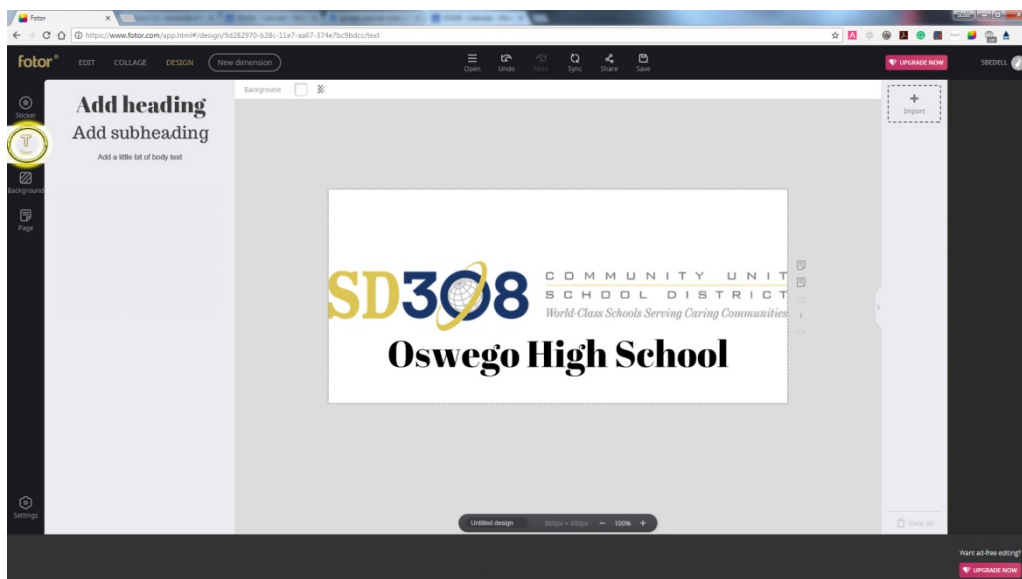 Fotor
https://www.fotor.com/app.html#/design/9d282970-b28c-11e7-aa67-374e7bc9bdcc/text
fotor
EDIT
COLLAGE
DESIGN
New dimension
Open
Undo
Redo
Sync
Share
Save
UPGRADE NOW
SBEDELL
Sticker
Text
Background
Page
Settings
Add heading
Add subheading
Add a little bit of body text
Background
Import
SD308
COMMUNITY UNIT
SCHOOL DISTRICT
World-Class Schools Serving Caring Communities
Oswego High School
1
Untitled design
860px × 400px
100%
Clear All
Want ad-free editing?
UPGRADE NOW